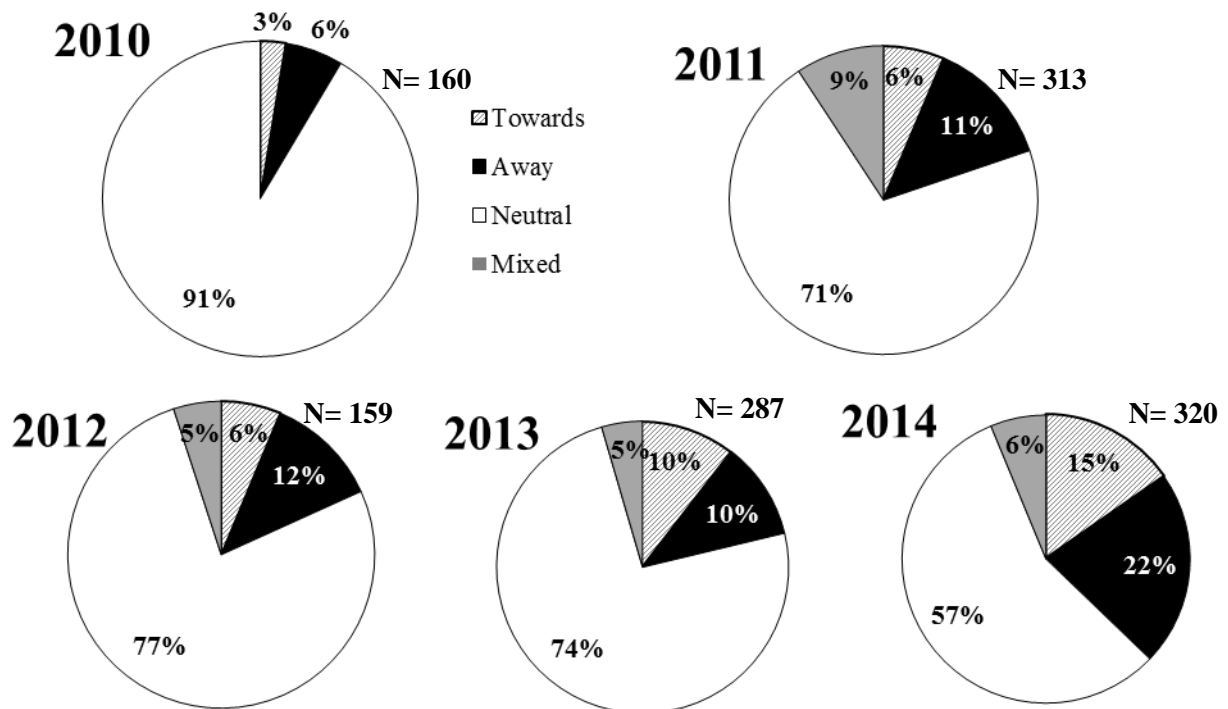 2010
3%
6%
N= 160
91%
Towards
Away
Neutral
Mixed
2011
9%
6%
N= 313
11%
71%
2012
5%
6%
N= 159
12%
77%
2013
5%
10%
N= 287
10%
74%
2014
6%
15%
N= 320
22%
57%